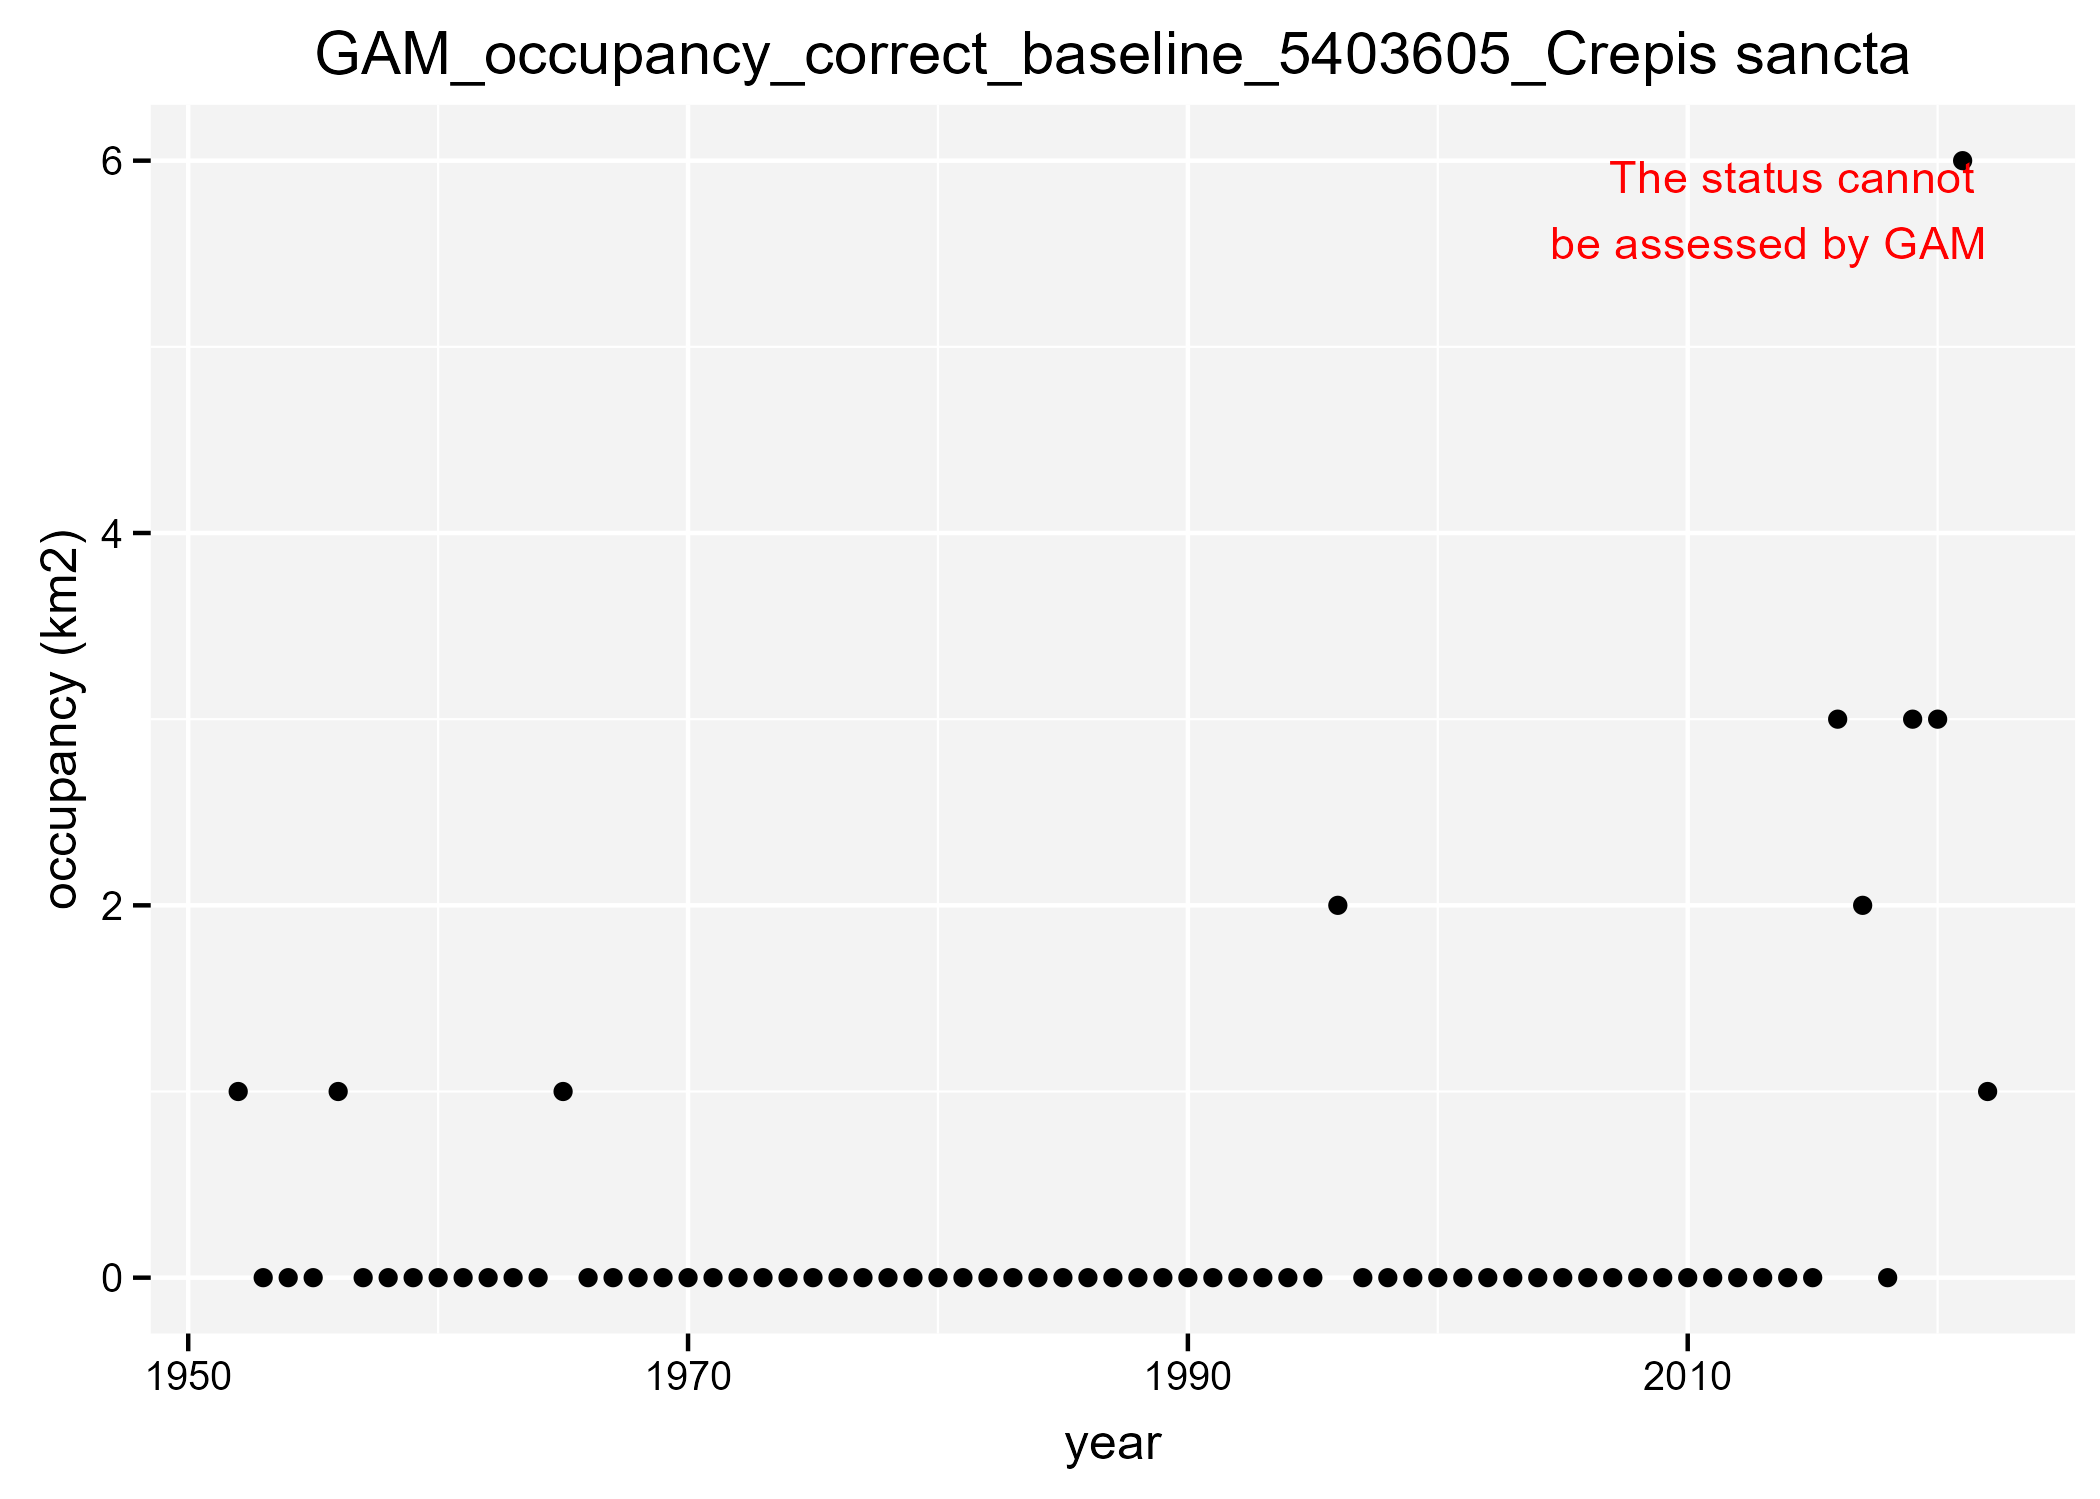 GAM_occupancy_correct_baseline_5403605_Crepis sancta
The status cannot
be assessed by GAM
occupancy (km2)
6
4
2
0
1950
1970
1990
2010
year